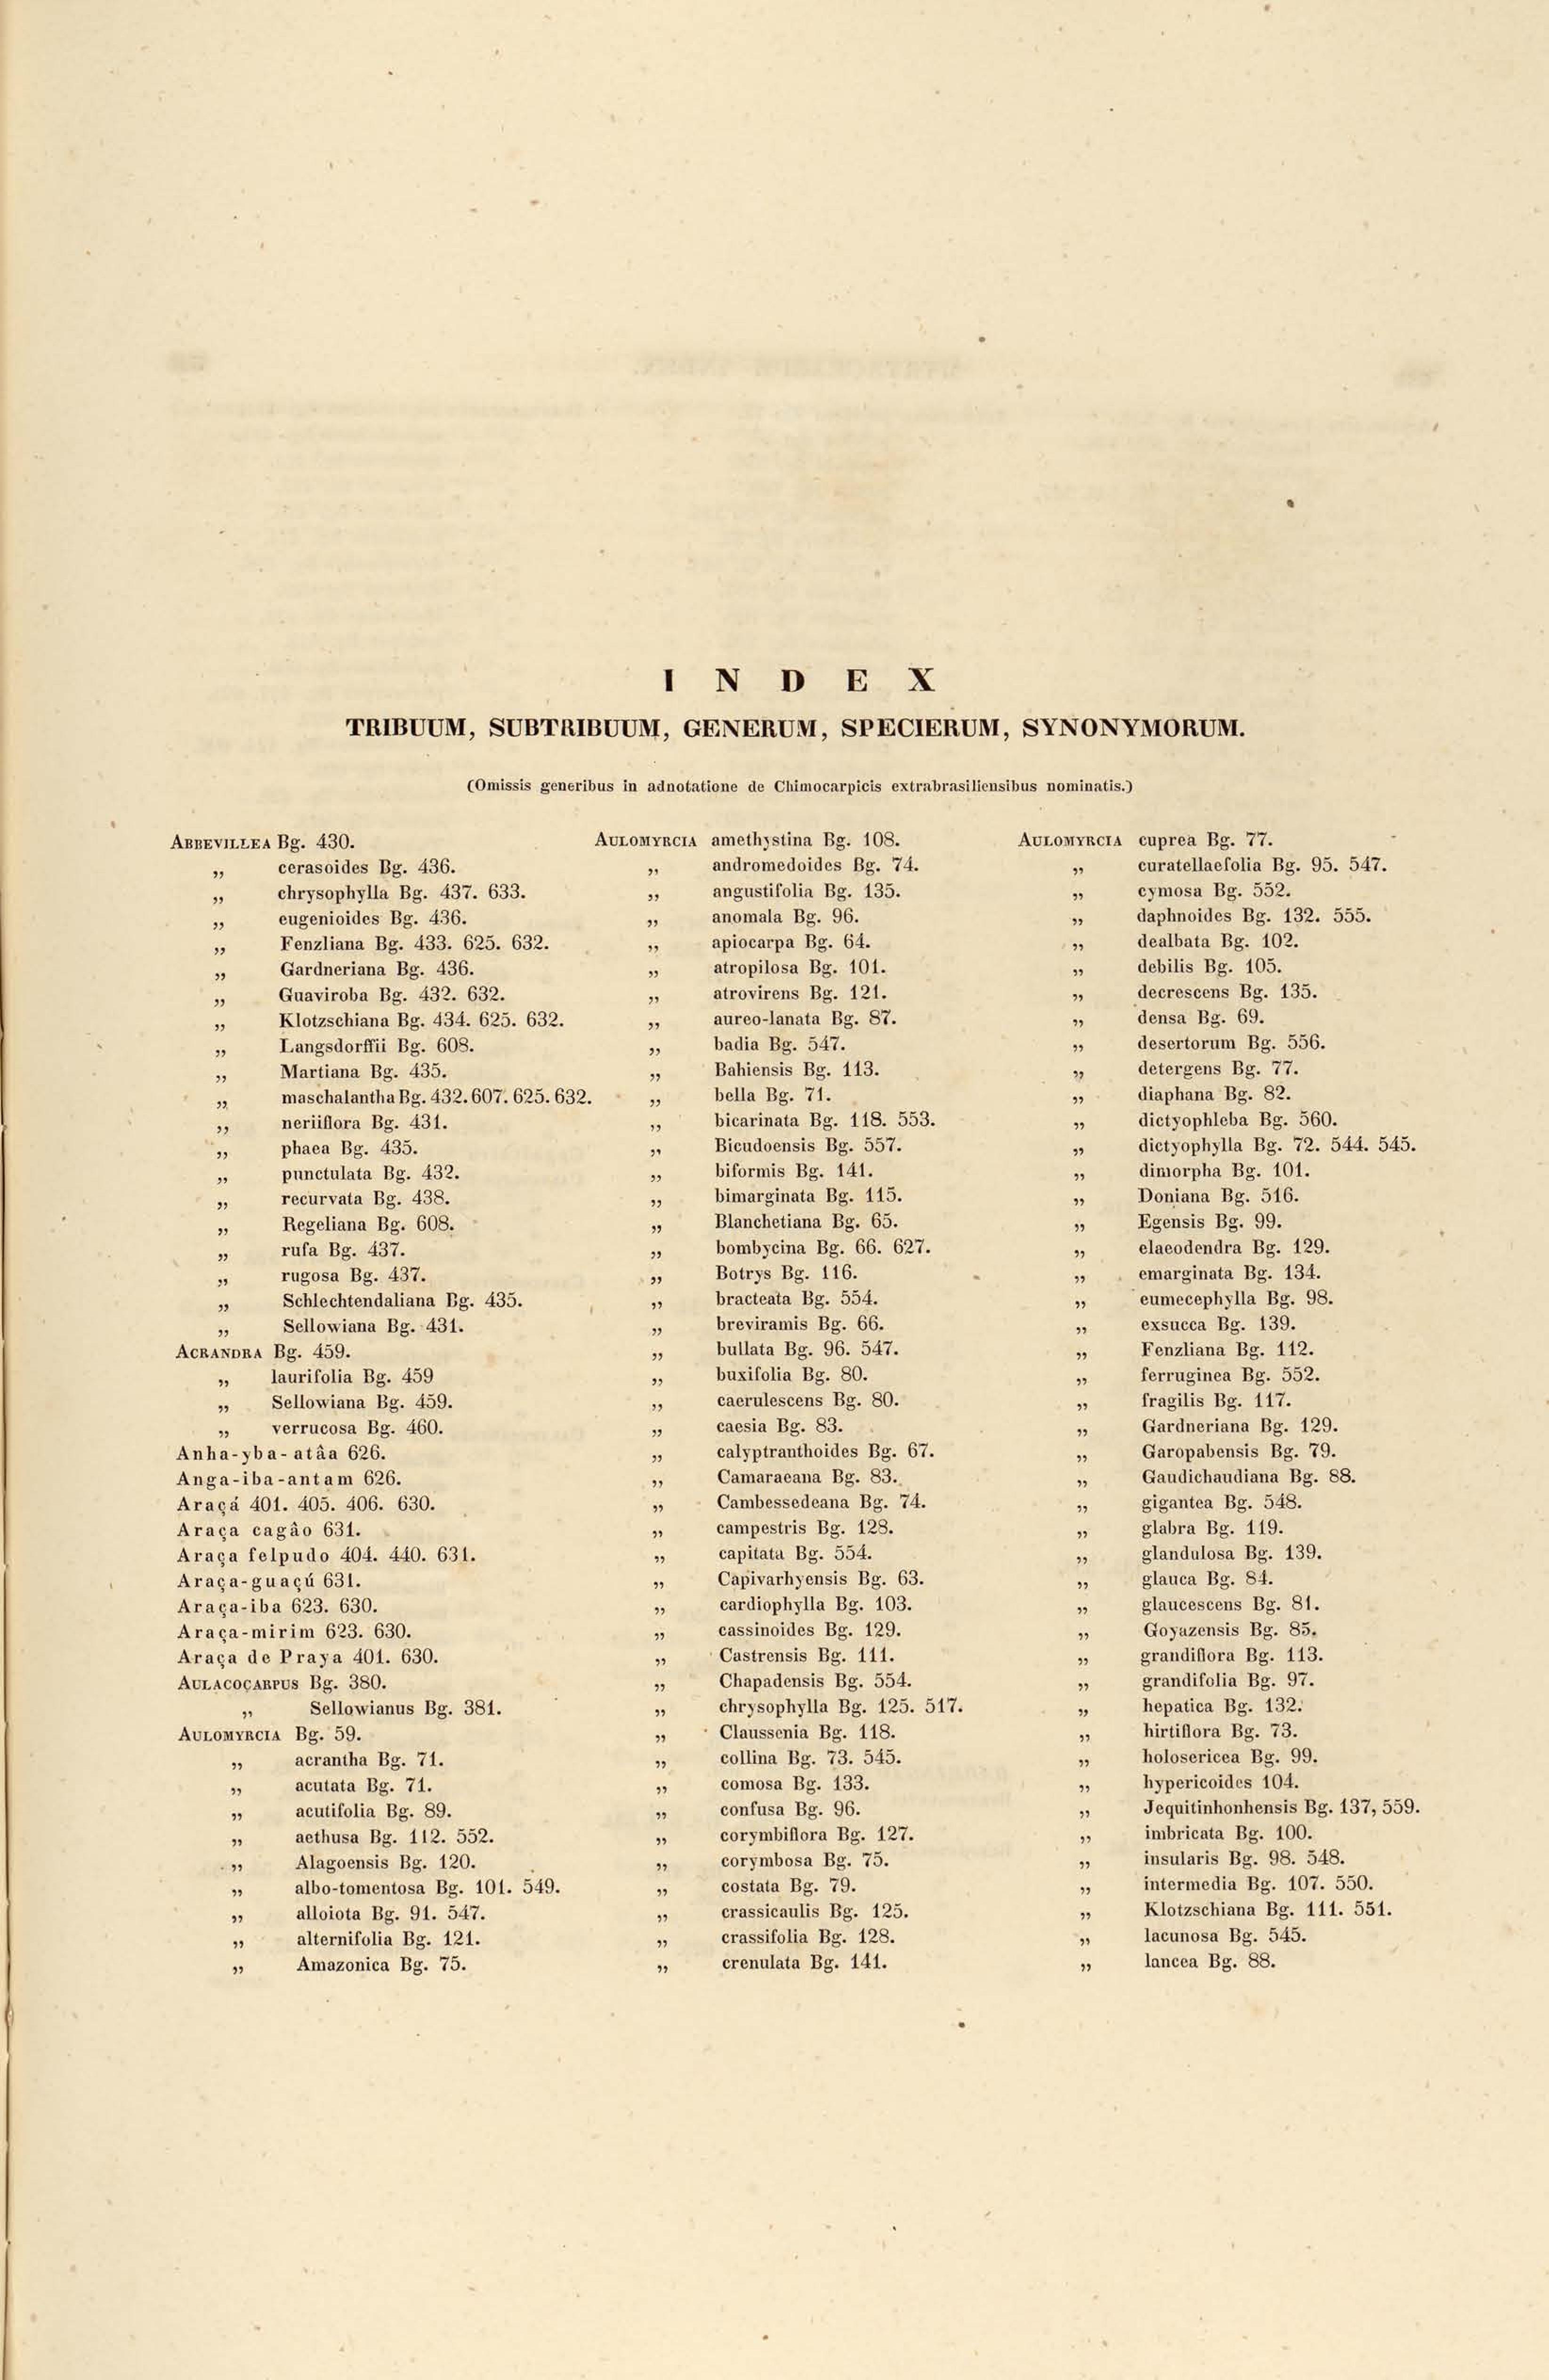 I N D E X
TRIBUUM, SUBTRIBUUM, GENERUM, SPECIERUM, SYNONYMORUM.
(Omissis generibus in adnotatione de Chimocarpicis extrabrasiliensibus nominatis.)
ABBEVILLEA Bg. 430.
„ cerasoides Bg. 436.
„ chrysophylla Bg. 437. 633.
„ eugenioides Bg. 436.
„ Fenzliana Bg. 433. 625. 632.
„ Gardneriana Bg. 436.
„ Guaviroba Bg. 432. 632.
„ Klotzschiana Bg. 434. 625. 632.
„ Langsdorffii Bg. 608.
„ Martiana Bg. 435.
„ maschalantha Bg. 432. 607. 625. 632.
„ neriiflora Bg. 431.
„ phaea Bg. 435.
„ punctulata Bg. 432.
„ recurvata Bg. 438.
„ Regeliana Bg. 608.
„ rufa Bg. 437.
„ rugosa Bg. 437.
„ Schlechtendaliana Bg. 435.
„ Sellowiana Bg. 431.
ACRANDRA Bg. 459.
„ laurifolia Bg. 459
„ Sellowiana Bg. 459.
„ verrucosa Bg. 460.
Anha-yba-atâa 626.
Anga-iba-antam 626.
Araçá 401. 405. 406. 630.
Araça cagâo 631.
Araça felpudo 404. 440. 631.
Araça-guaçú 631.
Araça-iba 623. 630.
Araça-mirim 623. 630.
Araça de Praya 401. 630.
AULACOÇARPUS Bg. 380.
„ Sellowianus Bg. 381.
AULOMYRCIA Bg. 59.
„ acrantha Bg. 71.
„ acutata Bg. 71.
„ acutifolia Bg. 89.
„ aethusa Bg. 112. 552.
„ Alagoensis Bg. 120.
„ albo-tomentosa Bg. 101. 549.
„ alloiota Bg. 91. 547.
„ alternifolia Bg. 121.
„ Amazonica Bg. 75.
AULOMYRCIA amethystina Bg. 108.
„ andromedoides Bg. 74.
„ angustifolia Bg. 135.
„ anomala Bg. 96.
„ apiocarpa Bg. 64.
„ atropilosa Bg. 101.
„ atrovirens Bg. 121.
„ aureo-lanata Bg. 87.
„ badia Bg. 547.
„ Bahiensis Bg. 113.
„ bella Bg. 71.
„ bicarinata Bg. 118. 553.
„ Bicudoensis Bg. 557.
„ biformis Bg. 141.
„ bimarginata Bg. 115.
„ Blanchetiana Bg. 65.
„ bombycina Bg. 66. 627.
„ Botrys Bg. 116.
„ bracteata Bg. 554.
„ breviramis Bg. 66.
„ bullata Bg. 96. 547.
„ buxifolia Bg. 80.
„ caerulescens Bg. 80.
„ caesia Bg. 83.
„ calyptranthoides Bg. 67.
„ Camaraeana Bg. 83.
„ Cambessedeana Bg. 74.
„ campestris Bg. 128.
„ capitata Bg. 554.
„ Capivarhyensis Bg. 63.
„ cardiophylla Bg. 103.
„ cassinoides Bg. 129.
„ Castrensis Bg. 111.
„ Chapadensis Bg. 554.
„ chrysophylla Bg. 125. 517.
„ Claussenia Bg. 118.
„ collina Bg. 73. 545.
„ comosa Bg. 133.
„ confusa Bg. 96.
„ corymbiflora Bg. 127.
„ corymbosa Bg. 75.
„ costata Bg. 79.
„ crassicaulis Bg. 125.
„ crassifolia Bg. 128.
„ crenulata Bg. 141.
AULOMYRCIA cuprea Bg. 77.
„ curatellaefolia Bg. 95. 547.
„ cymosa Bg. 552.
„ daphnoides Bg. 132. 555.
„ dealbata Bg. 102.
„ debilis Bg. 105.
„ decrescens Bg. 135.
„ densa Bg. 69.
„ desertorum Bg. 556.
„ detergens Bg. 77.
„ diaphana Bg. 82.
„ dictyophleba Bg. 560.
„ dictyophylla Bg. 72. 544. 545.
„ dimorpha Bg. 101.
„ Doniana Bg. 516.
„ Egensis Bg. 99.
„ elaeodendra Bg. 129.
„ emarginata Bg. 134.
„ eumecephylla Bg. 98.
„ exsucca Bg. 139.
„ Fenzliana Bg. 112.
„ ferruginea Bg. 552.
„ fragilis Bg. 117.
„ Gardneriana Bg. 129.
„ Garopabensis Bg. 79.
„ Gaudichaudiana Bg. 88.
„ gigantea Bg. 548.
„ glabra Bg. 119.
„ glandulosa Bg. 139.
„ glauca Bg. 84.
„ glaucescens Bg. 81.
„ Goyazensis Bg. 85.
„ grandiflora Bg. 113.
„ grandifolia Bg. 97.
„ hepatica Bg. 132.
„ hirtiflora Bg. 73.
„ holosericea Bg. 99.
„ hypericoides 104.
„ Jequitinhonhensis Bg. 137, 559.
„ imbricata Bg. 100.
„ insularis Bg. 98. 548.
„ intermedia Bg. 107. 550.
„ Klotzschiana Bg. 111. 551.
„ lacunosa Bg. 545.
„ lancea Bg. 88.